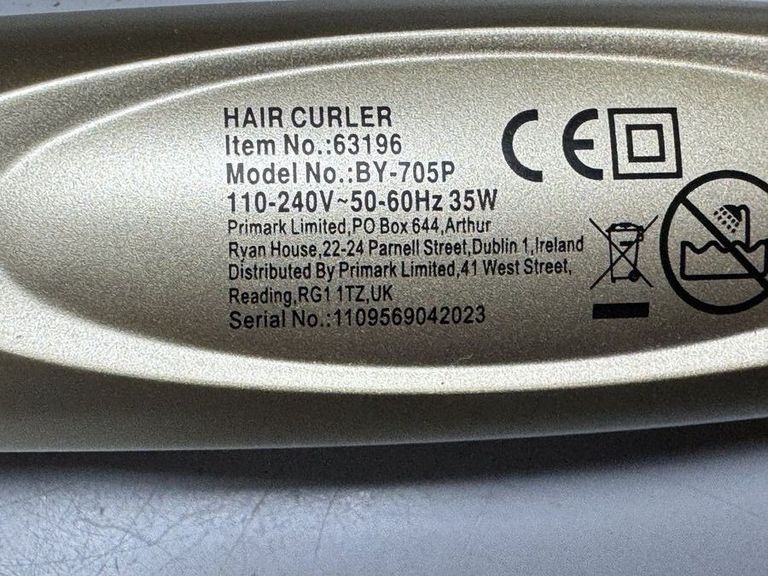 HAIR CURLER
Item No.:63196
Model No.:BY-705P
110-240V~50-60Hz 35W
Primark Limited,PO Box 644,Arthur
Ryan House,22-24 Parnell Street,Dublin 1,Ireland
Distributed By Primark Limited,41 West Street,
Reading,RG1 1TZ,UK
Serial No.:1109569042023
CE